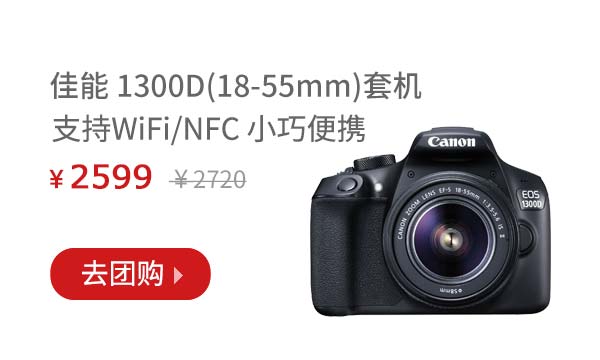 佳能 1300D(18-55mm)套机
支持WiFi/NFC 小巧便携
¥ 2599 ¥ 2720
去团购
Canon
EOS
1300D
CANON ZOOM LENS EF-S 18-55mm 1:3.5-5.6 IS II
ø58mm